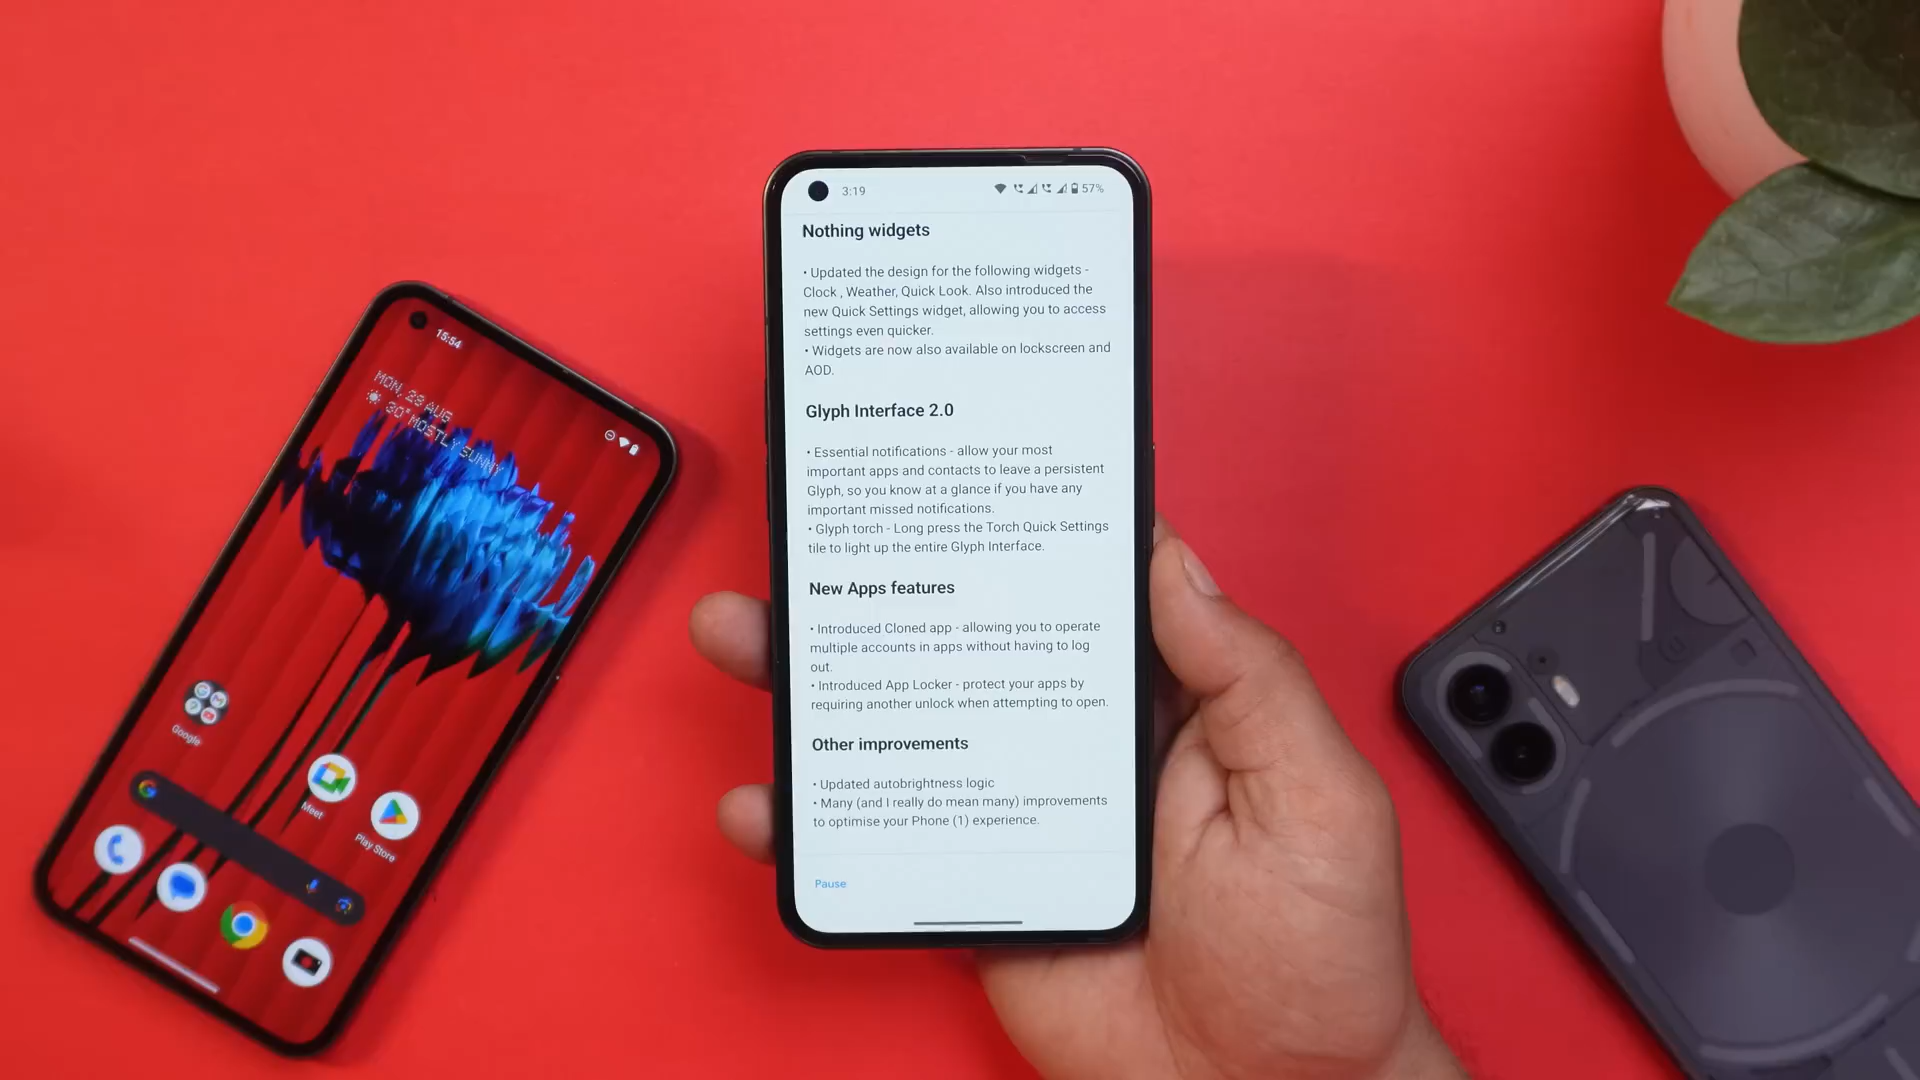 3:19
57%
Nothing widgets
• Updated the design for the following widgets -
Clock , Weather, Quick Look. Also introduced the
new Quick Settings widget, allowing you to access
settings even quicker.
• Widgets are now also available on lockscreen and
AOD.
Glyph Interface 2.0
• Essential notifications - allow your most
important apps and contacts to leave a persistent
Glyph, so you know at a glance if you have any
important missed notifications.
• Glyph torch - Long press the Torch Quick Settings
tile to light up the entire Glyph Interface.
New Apps features
• Introduced Cloned app - allowing you to operate
multiple accounts in apps without having to log
out.
• Introduced App Locker - protect your apps by
requiring another unlock when attempting to open.
Other improvements
• Updated autobrightness logic
• Many (and I really do mean many) improvements
to optimise your Phone (1) experience.
Pause
15:54
MON, 28 AUG
30° MOSTLY SUNNY
Google
Meet
Play Store